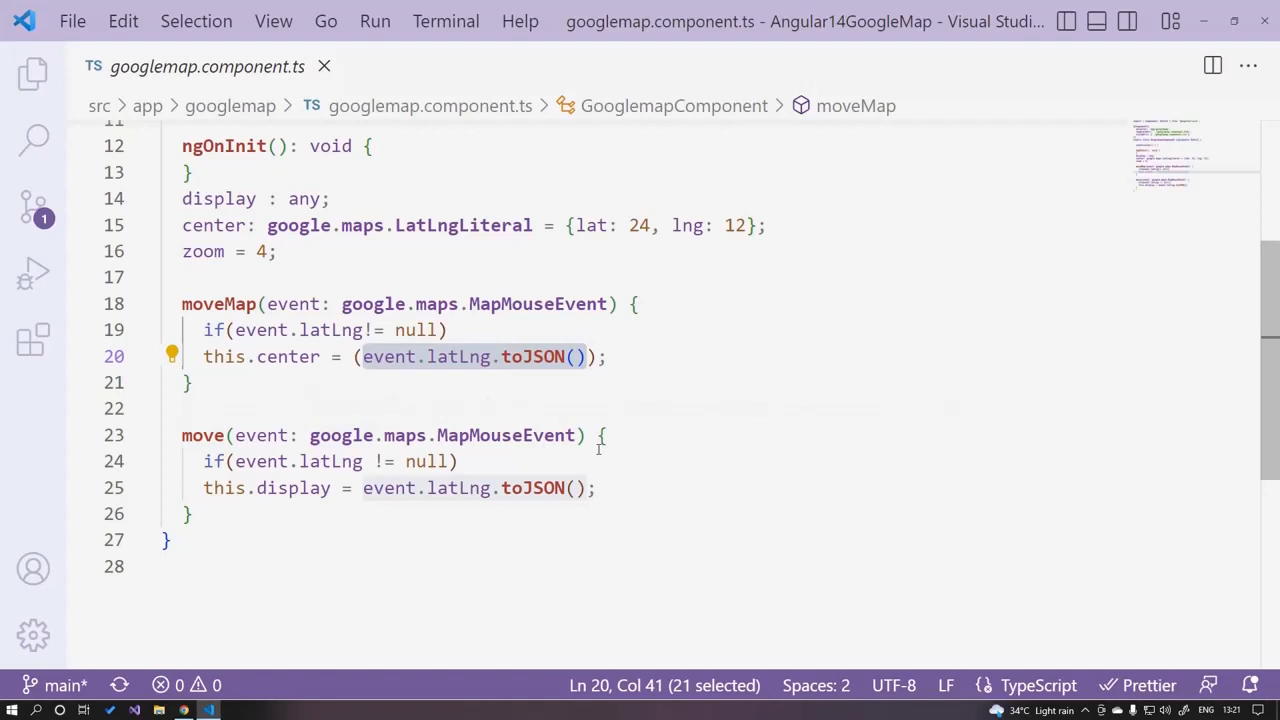 File Edit Selection View Go Run Terminal Help googlemap.component.ts - Angular14GoogleMap - Visual Studi...
TS googlemap.component.ts
src > app > googlemap > TS googlemap.component.ts > GooglemapComponent > moveMap
11
12 ngOnInit(): void {
13 }
14 display : any;
15 center: google.maps.LatLngLiteral = {lat: 24, lng: 12};
16 zoom = 4;
17
18 moveMap(event: google.maps.MapMouseEvent) {
19 if(event.latLng!= null)
20 this.center = (event.latLng.toJSON());
21 }
22
23 move(event: google.maps.MapMouseEvent) {
24 if(event.latLng != null)
25 this.display = event.latLng.toJSON();
26 }
27 }
28
1
main* 0 0 Ln 20, Col 41 (21 selected) Spaces: 2 UTF-8 LF {} TypeScript Prettier
34°C Light rain ENG 13:21